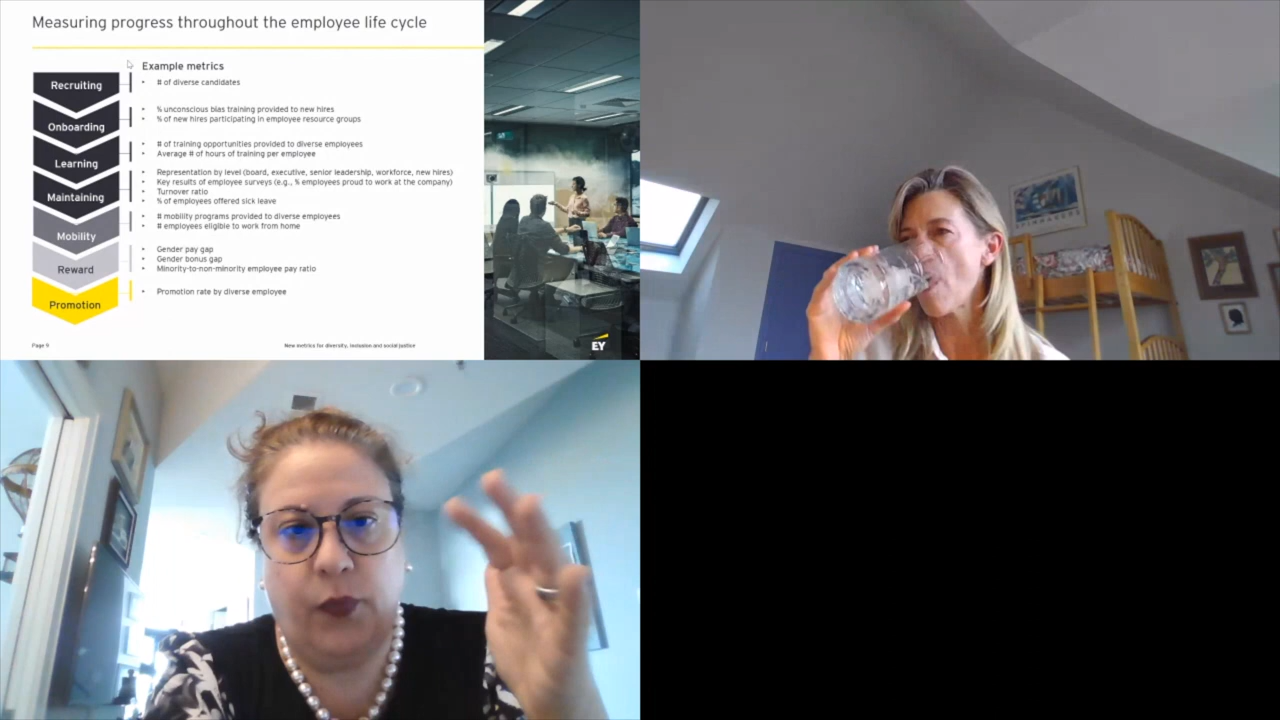 Measuring progress throughout the employee life cycle
Example metrics
Recruiting
• # of diverse candidates
Onboarding
• % unconscious bias training provided to new hires
• % of new hires participating in employee resource groups
Learning
• # of training opportunities provided to diverse employees
• Average # of hours of training per employee
Maintaining
• Representation by level (board, executive, senior leadership, workforce, new hires)
• Key results of employee surveys (e.g., % employees proud to work at the company)
• Turnover ratio
• % of employees offered sick leave
Mobility
• # mobility programs provided to diverse employees
• # employees eligible to work from home
Reward
• Gender pay gap
• Gender bonus gap
• Minority-to-non-minority employee pay ratio
Promotion
• Promotion rate by diverse employee
Page 9
New metrics for diversity, inclusion and social justice
EY